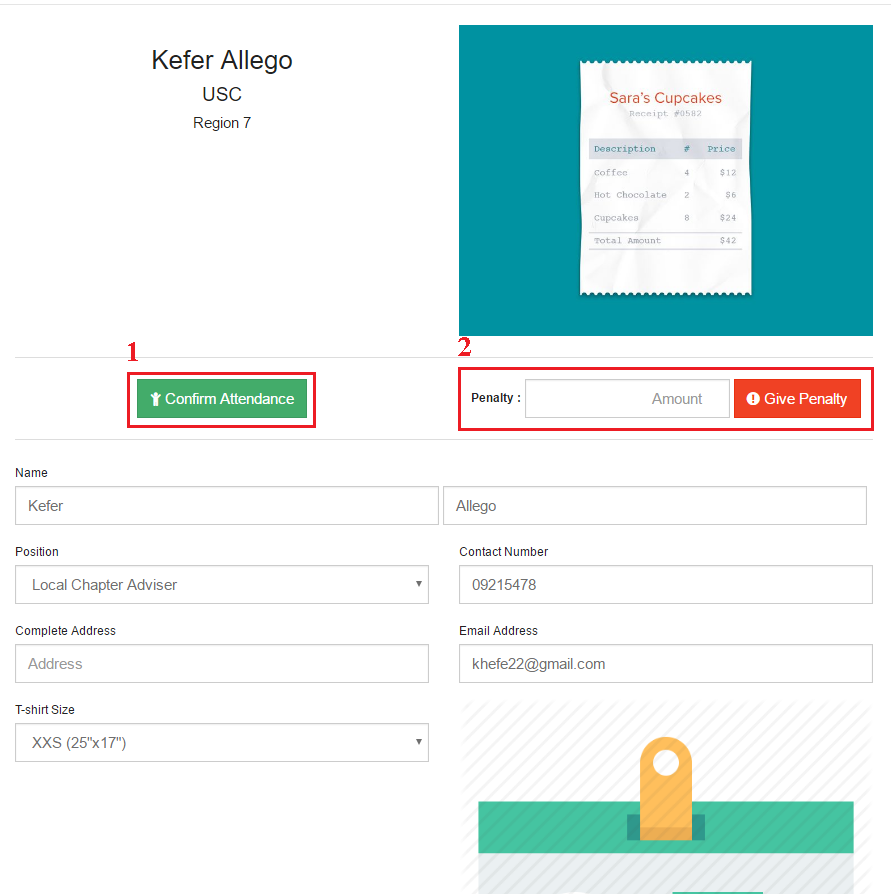 Kefer Allego
USC
Region 7
Sara's Cupcakes
Receipt #0582
Description # Price
Coffee 4 $12
Hot Chocolate 2 $6
Cupcakes 8 $24
Total Amount $42
1
2
Confirm Attendance
Penalty : Amount Give Penalty
Name
Kefer Allego
Position Contact Number
Local Chapter Adviser 09215478
Complete Address Email Address
Address khefe22@gmail.com
T-shirt Size
XXS (25"x17")